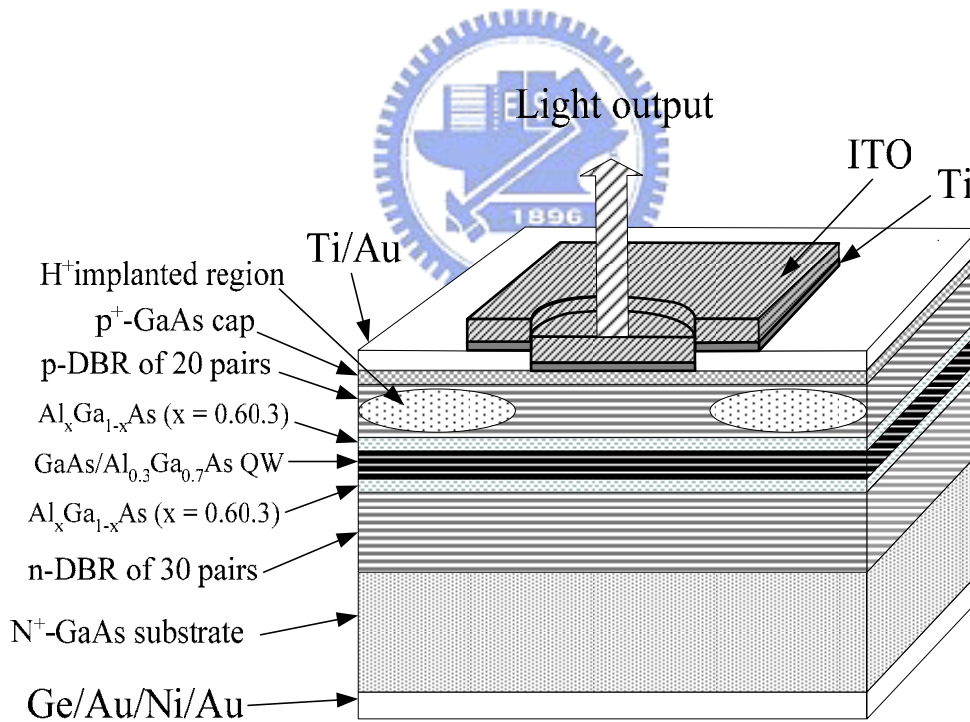 Light output
1896
ITO
Ti
Ti/Au
H⁺implanted region
p⁺-GaAs cap
p-DBR of 20 pairs
AlₓGa₁₋ₓAs (x = 0.60.3)
GaAs/Al₀.₃Ga₀.₇As QW
AlₓGa₁₋ₓAs (x = 0.60.3)
n-DBR of 30 pairs
N⁺-GaAs substrate
Ge/Au/Ni/Au